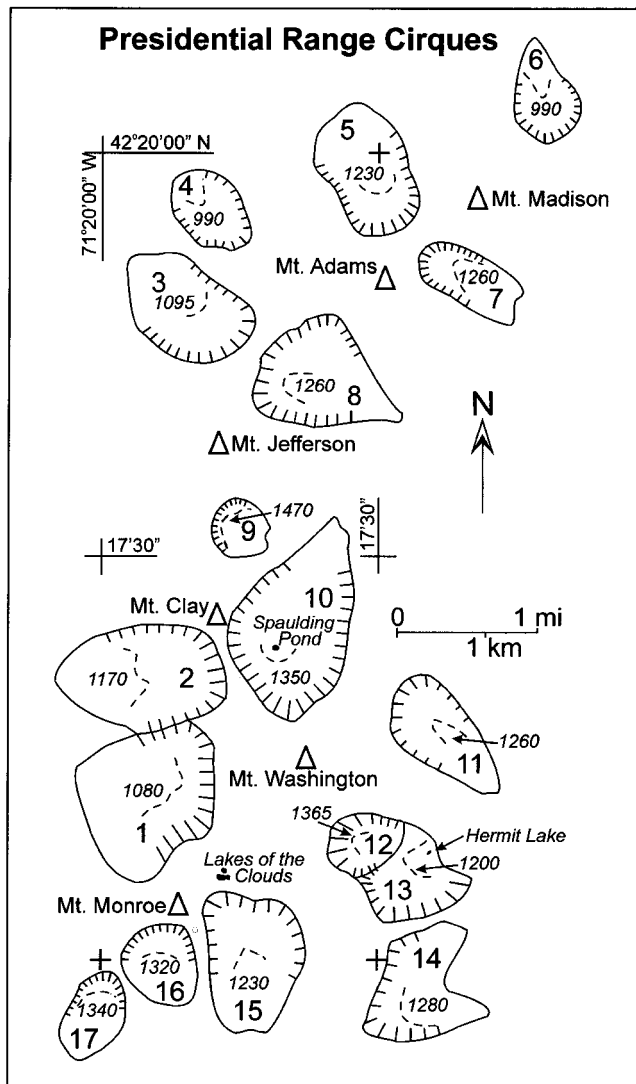 Presidential Range Cirques
6
990
42°20'00" N
71°20'00" W
5
1230
4
990
Mt. Madison
Mt. Adams
1260
7
3
1095
1260
8
N
Mt. Jefferson
1470
9
17'30"
17'30"
10
Mt. Clay
Spaulding
Pond
1350
0 1 mi
1 km
1170
2
1260
11
Mt. Washington
1080
1
1365
12
Hermit Lake
1200
13
Lakes of the
Clouds
Mt. Monroe
14
1320
16
1230
15
1280
1340
17